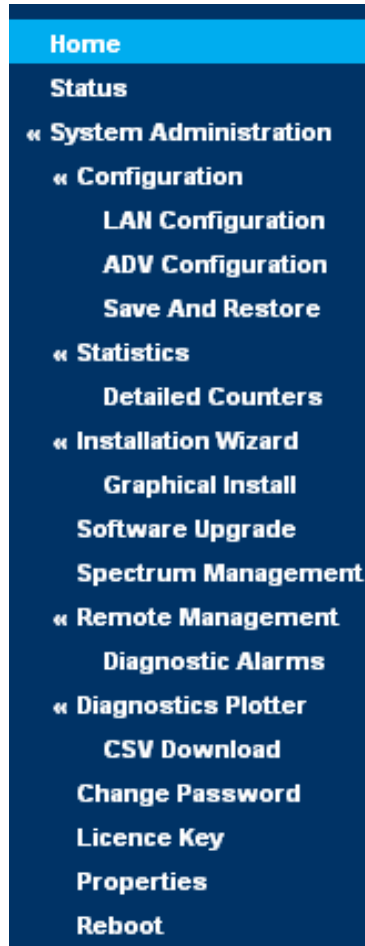 Home
Status
« System Administration
« Configuration
LAN Configuration
ADV Configuration
Save And Restore
« Statistics
Detailed Counters
« Installation Wizard
Graphical Install
Software Upgrade
Spectrum Management
« Remote Management
Diagnostic Alarms
« Diagnostics Plotter
CSV Download
Change Password
Licence Key
Properties
Reboot